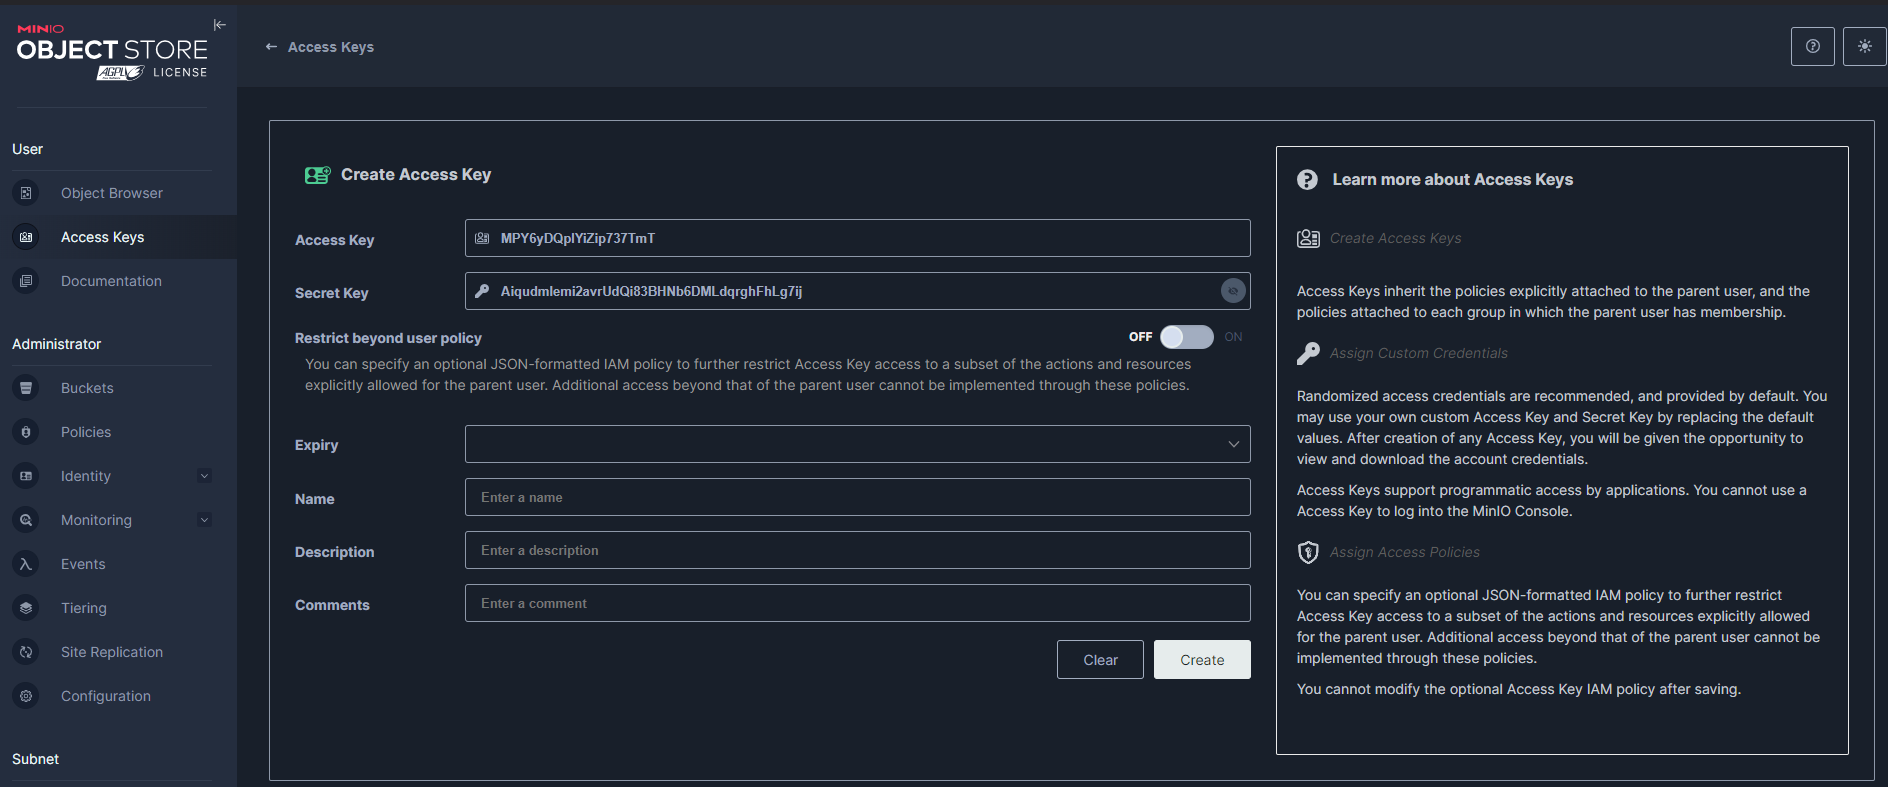 MINIO
OBJECT STORE
AGPL v3 LICENSE
User
Object Browser
Access Keys
Documentation
Administrator
Buckets
Policies
Identity
Monitoring
Events
Tiering
Site Replication
Configuration
Subnet
← Access Keys
Create Access Key
Access Key
MPY6yDQplYiZip737TmT
Secret Key
Aiqudmlemi2avrUdQi83BHNb6DMLdqrghFhLg7ij
Restrict beyond user policy
OFF ON
You can specify an optional JSON-formatted IAM policy to further restrict Access Key access to a subset of the actions and resources
explicitly allowed for the parent user. Additional access beyond that of the parent user cannot be implemented through these policies.
Expiry
Name
Enter a name
Description
Enter a description
Comments
Enter a comment
Clear
Create
Learn more about Access Keys
Create Access Keys
Access Keys inherit the policies explicitly attached to the parent user, and the
policies attached to each group in which the parent user has membership.
Assign Custom Credentials
Randomized access credentials are recommended, and provided by default. You
may use your own custom Access Key and Secret Key by replacing the default
values. After creation of any Access Key, you will be given the opportunity to
view and download the account credentials.
Access Keys support programmatic access by applications. You cannot use a
Access Key to log into the MinIO Console.
Assign Access Policies
You can specify an optional JSON-formatted IAM policy to further restrict
Access Key access to a subset of the actions and resources explicitly allowed
for the parent user. Additional access beyond that of the parent user cannot be
implemented through these policies.
You cannot modify the optional Access Key IAM policy after saving.